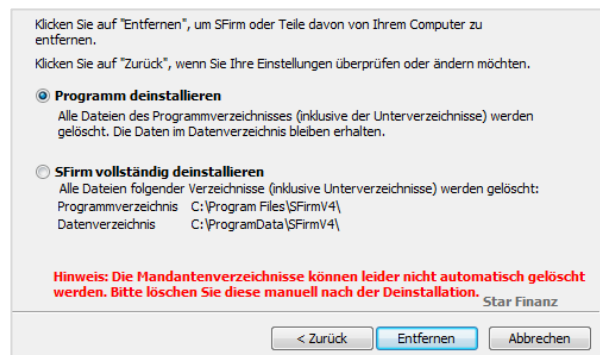 Klicken Sie auf "Entfernen", um SFirm oder Teile davon von Ihrem Computer zu
entfernen.
Klicken Sie auf "Zurück", wenn Sie Ihre Einstellungen überprüfen oder ändern möchten.
Programm deinstallieren
Alle Dateien des Programmverzeichnisses (inklusive der Unterverzeichnisse) werden
gelöscht. Die Daten im Datenverzeichnis bleiben erhalten.
SFirm vollständig deinstallieren
Alle Dateien folgender Verzeichnisse (inklusive Unterverzeichnisse) werden gelöscht:
Programmverzeichnis C:\Program Files\SFirmV4\
Datenverzeichnis C:\ProgramData\SFirmV4\
Hinweis: Die Mandantenverzeichnisse können leider nicht automatisch gelöscht
werden. Bitte löschen Sie diese manuell nach der Deinstallation.
Star Finanz
< Zurück Entfernen Abbrechen